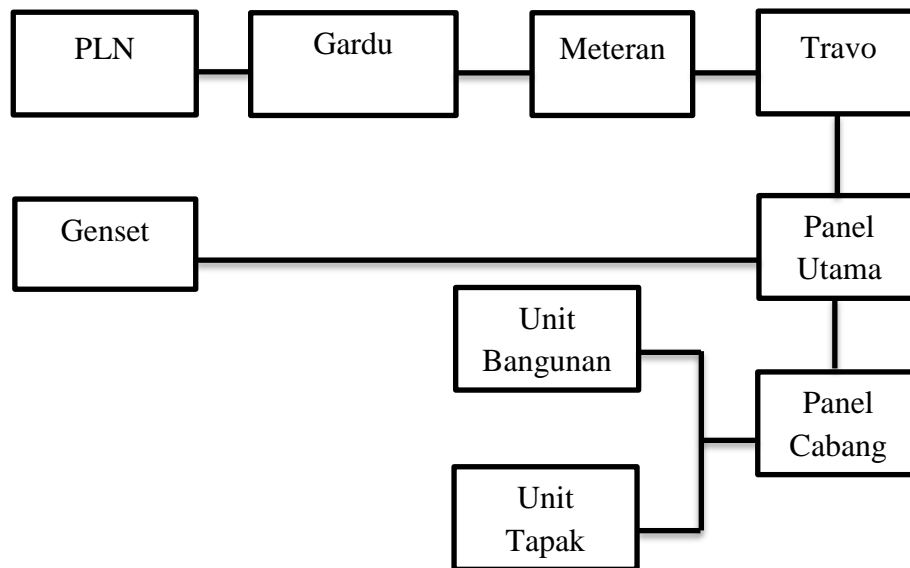 PLN
Gardu
Meteran
Travo
Genset
Panel
Utama
Unit
Bangunan
Panel
Cabang
Unit
Tapak